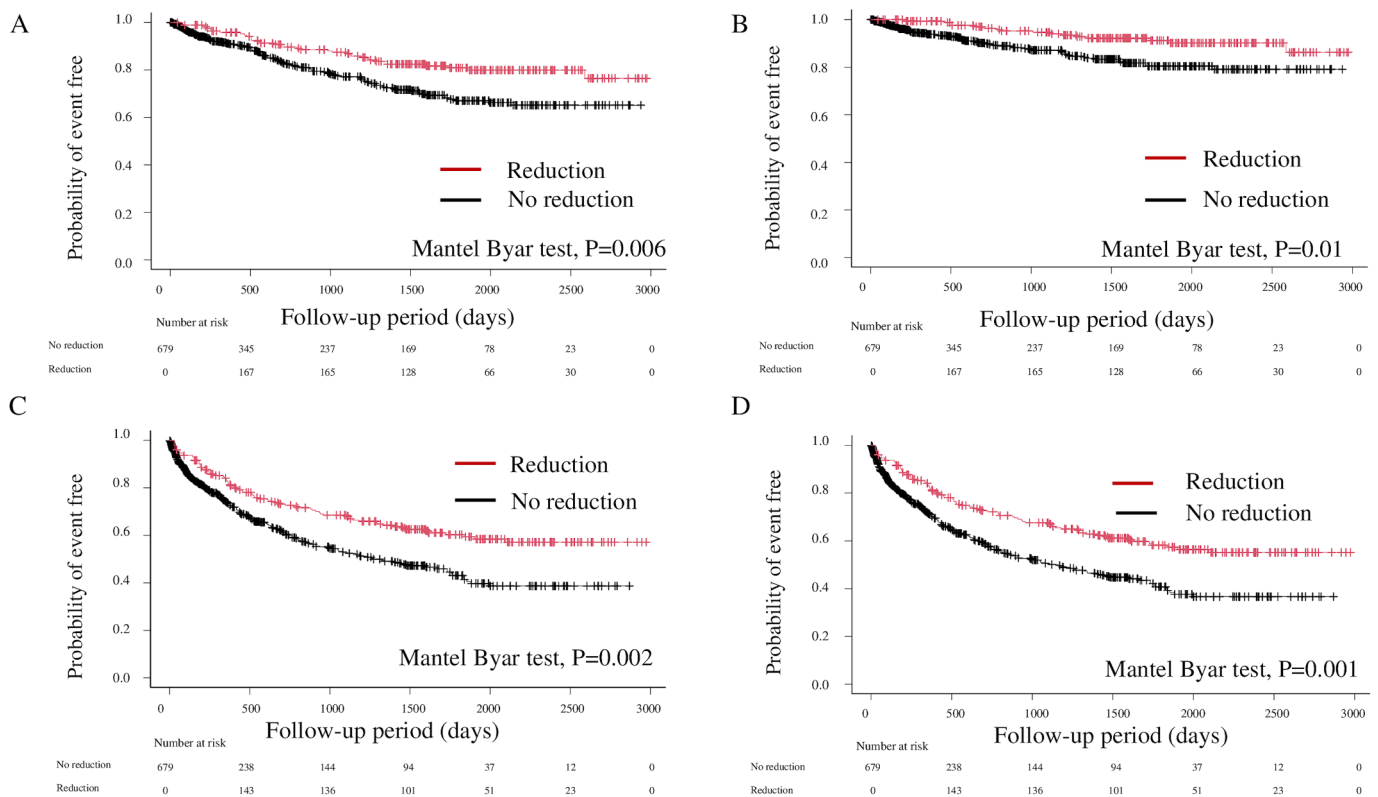 A
Probability of event free
1.0
0.8
0.6
0.4
0.2
0.0
Reduction
No reduction
Mantel Byar test, P=0.006
0 500 1000 1500 2000 2500 3000
Number at risk
Follow-up period (days)
No reduction 679 345 237 169 78 23 0
Reduction 0 167 165 128 66 30 0
B
Probability of event free
1.0
0.8
0.6
0.4
0.2
0.0
Reduction
No reduction
Mantel Byar test, P=0.01
0 500 1000 1500 2000 2500 3000
Number at risk
Follow-up period (days)
No reduction 679 345 237 169 78 23 0
Reduction 0 167 165 128 66 30 0
C
Probability of event free
1.0
0.8
0.6
0.4
0.2
0.0
Reduction
No reduction
Mantel Byar test, P=0.002
0 500 1000 1500 2000 2500 3000
Follow-up period (days)
Number at risk
No reduction 679 238 144 94 37 12 0
Reduction 0 143 136 101 51 23 0
D
Probability of event free
1.0
0.8
0.6
0.4
0.2
0.0
Reduction
No reduction
Mantel Byar test, P=0.001
0 500 1000 1500 2000 2500 3000
Follow-up period (days)
Number at risk
No reduction 679 238 144 94 37 12 0
Reduction 0 143 136 101 51 23 0